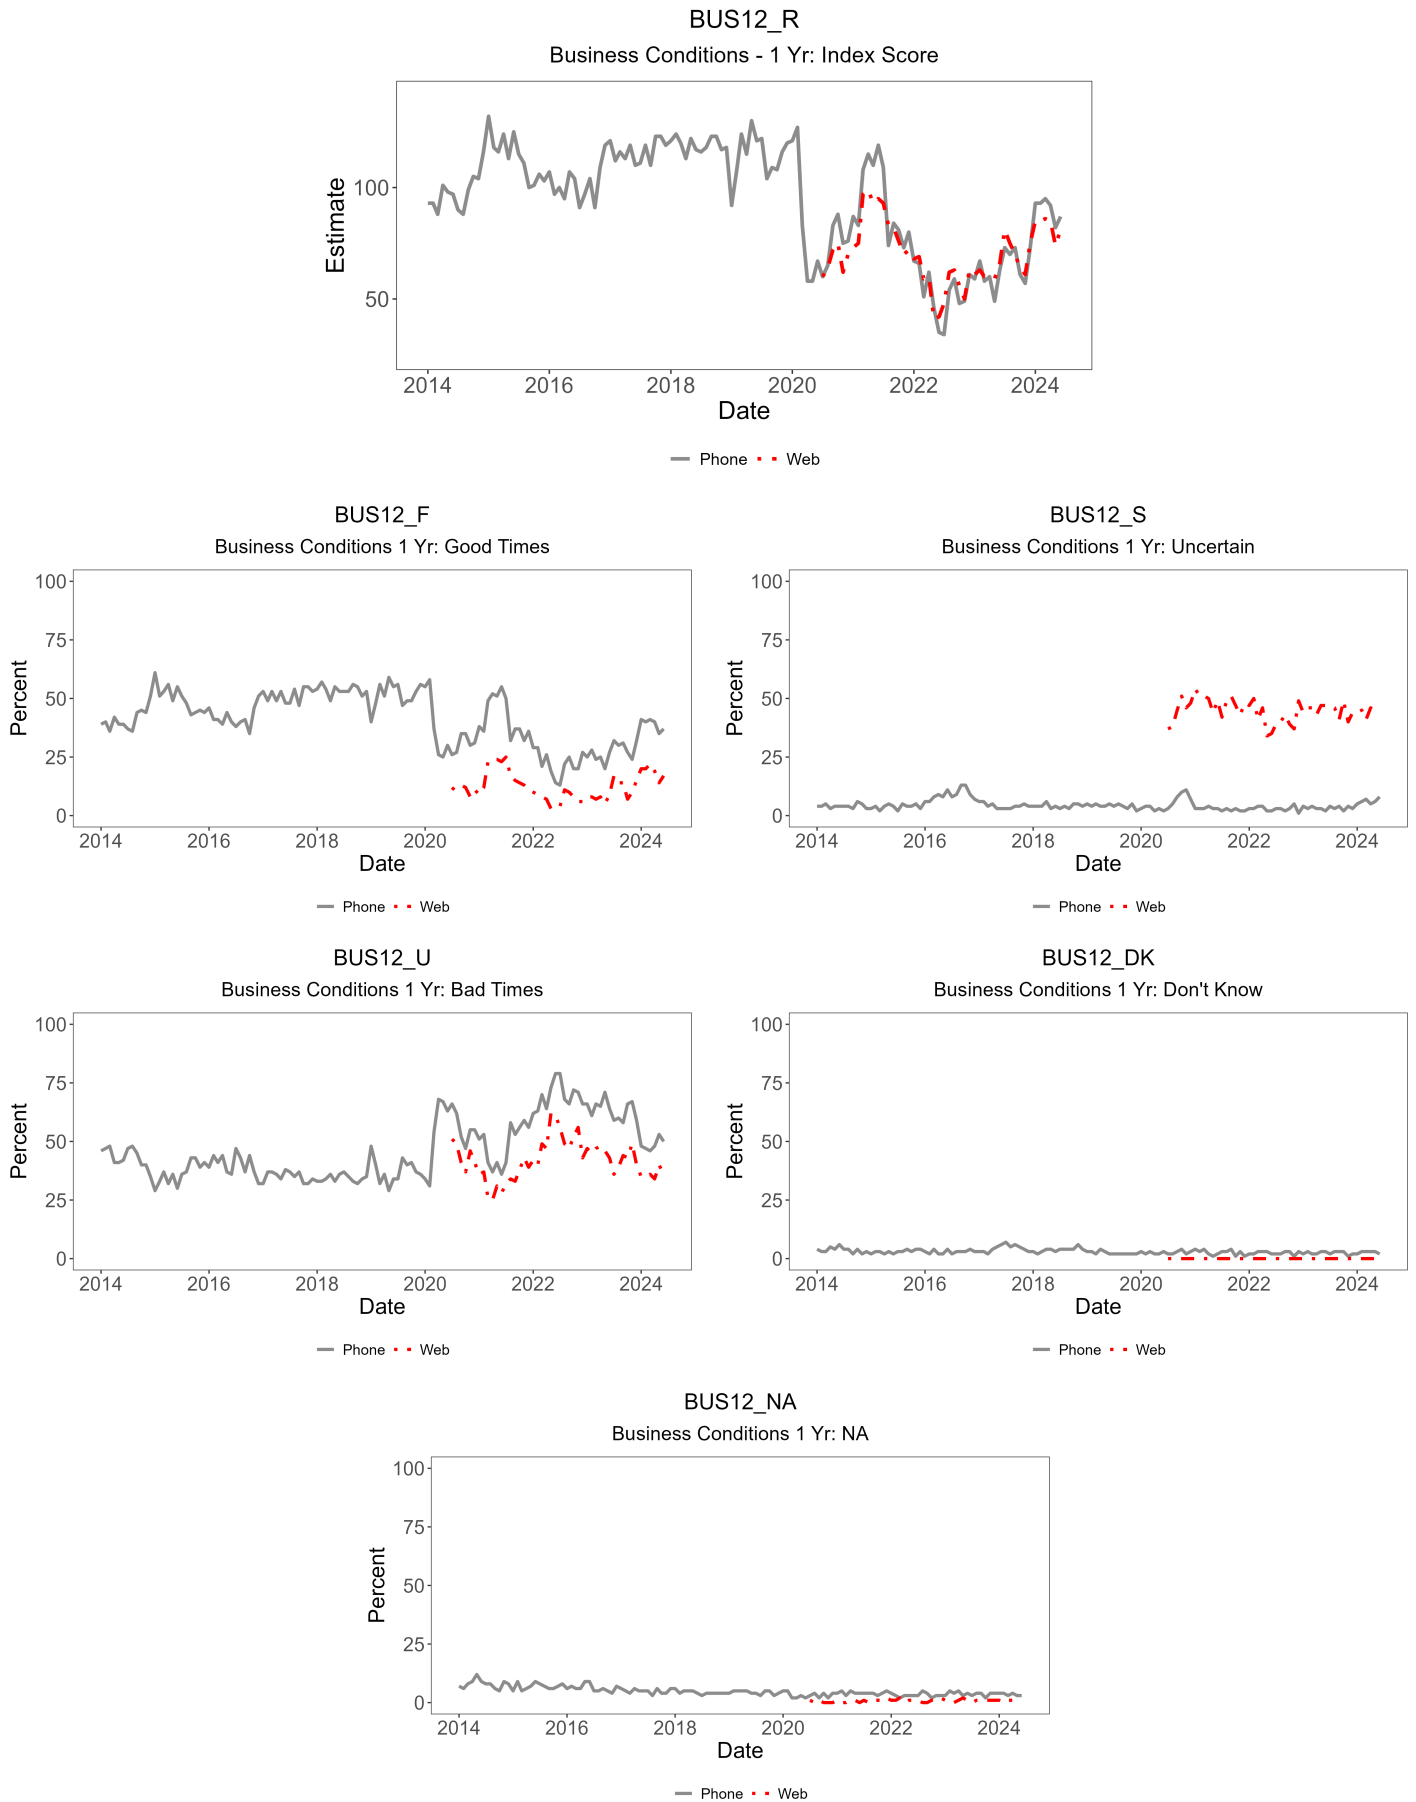 BUS12_R
Business Conditions - 1 Yr: Index Score
Estimate
100
50
2014 2016 2018 2020 2022 2024
Date
Phone Web
BUS12_F
Business Conditions 1 Yr: Good Times
Percent
100
75
50
25
0
2014 2016 2018 2020 2022 2024
Date
Phone Web
BUS12_S
Business Conditions 1 Yr: Uncertain
Percent
100
75
50
25
0
2014 2016 2018 2020 2022 2024
Date
Phone Web
BUS12_U
Business Conditions 1 Yr: Bad Times
Percent
100
75
50
25
0
2014 2016 2018 2020 2022 2024
Date
Phone Web
BUS12_DK
Business Conditions 1 Yr: Don't Know
Percent
100
75
50
25
0
2014 2016 2018 2020 2022 2024
Date
Phone Web
BUS12_NA
Business Conditions 1 Yr: NA
Percent
100
75
50
25
0
2014 2016 2018 2020 2022 2024
Date
Phone Web